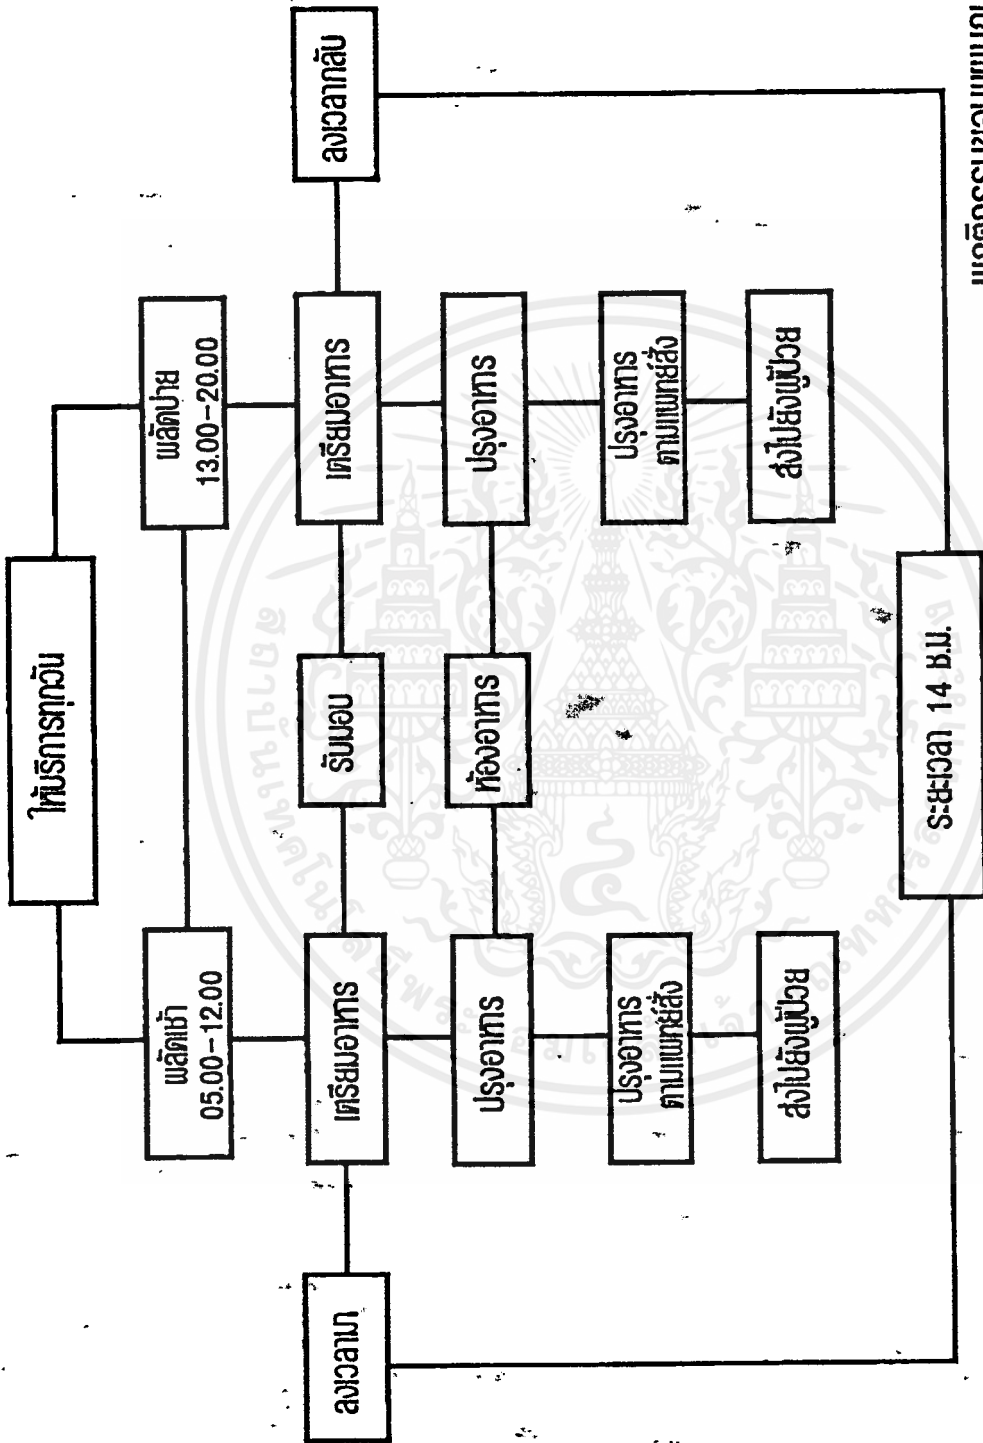 ให้บริการทุกวัน
ผลัดเช้า
05.00-12.00
ผลัดบ่าย
13.00-20.00
ลงเวลามา
เตรียมอาหาร
รับมอบ
เตรียมอาหาร
ลงเวลากลับ
ปรุงอาหาร
ห้องอาหาร
ปรุงอาหาร
ปรุงอาหาร
ตามแพทย์สั่ง
ปรุงอาหาร
ตามแพทย์สั่ง
ส่งไปยังผู้ป่วย
ส่งไปยังผู้ป่วย
ระยะเวลา 14 ช.ม.